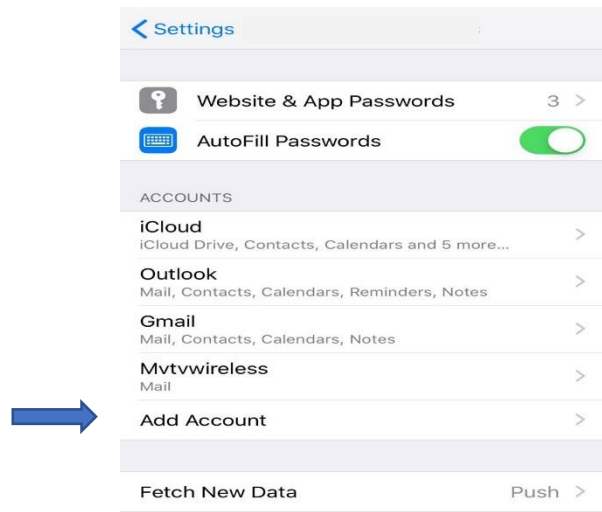 Settings
Website & App Passwords 3
AutoFill Passwords
ACCOUNTS
iCloud
iCloud Drive, Contacts, Calendars and 5 more...
Outlook
Mail, Contacts, Calendars, Reminders, Notes
Gmail
Mail, Contacts, Calendars, Notes
Mvtvwireless
Mail
Add Account
Fetch New Data Push